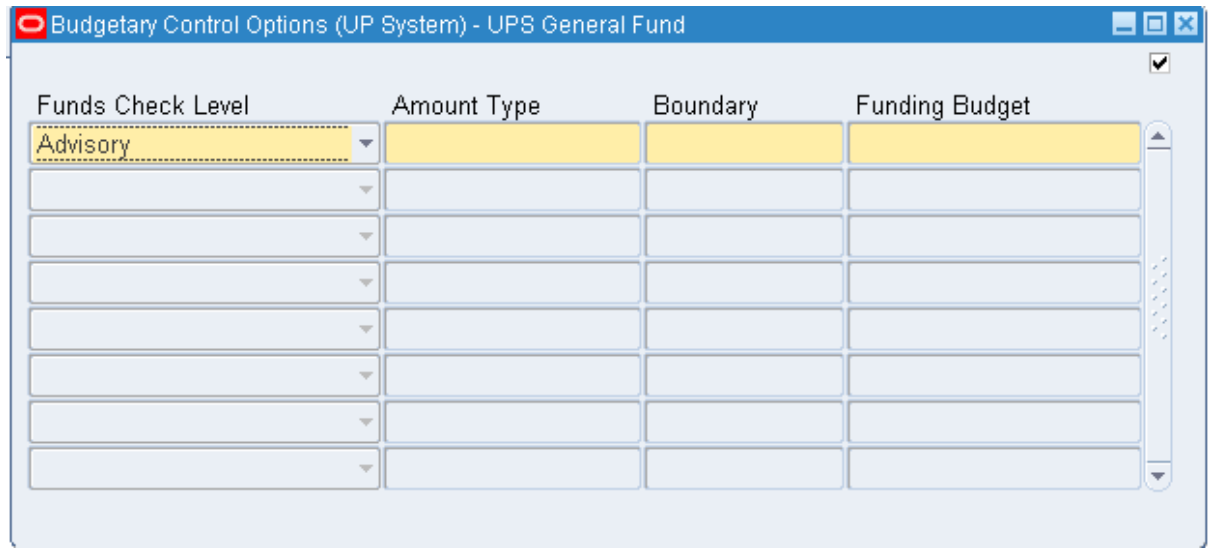 Budgetary Control Options (UP System) - UPS General Fund
Funds Check Level Amount Type Boundary Funding Budget
Advisory